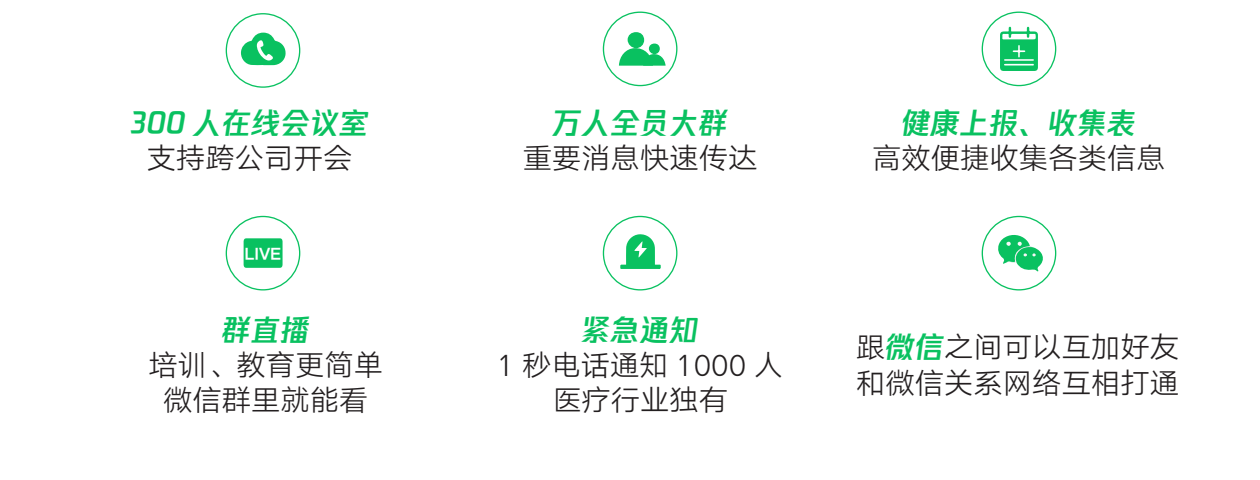 300 人在线会议室
支持跨公司开会
万人全员大群
重要消息快速传达
健康上报、收集表
高效便捷收集各类信息
LIVE
群直播
培训、教育更简单
微信群里就能看
紧急通知
1 秒电话通知 1000 人
医疗行业独有
跟微信之间可以互加好友
和微信关系网络互相打通